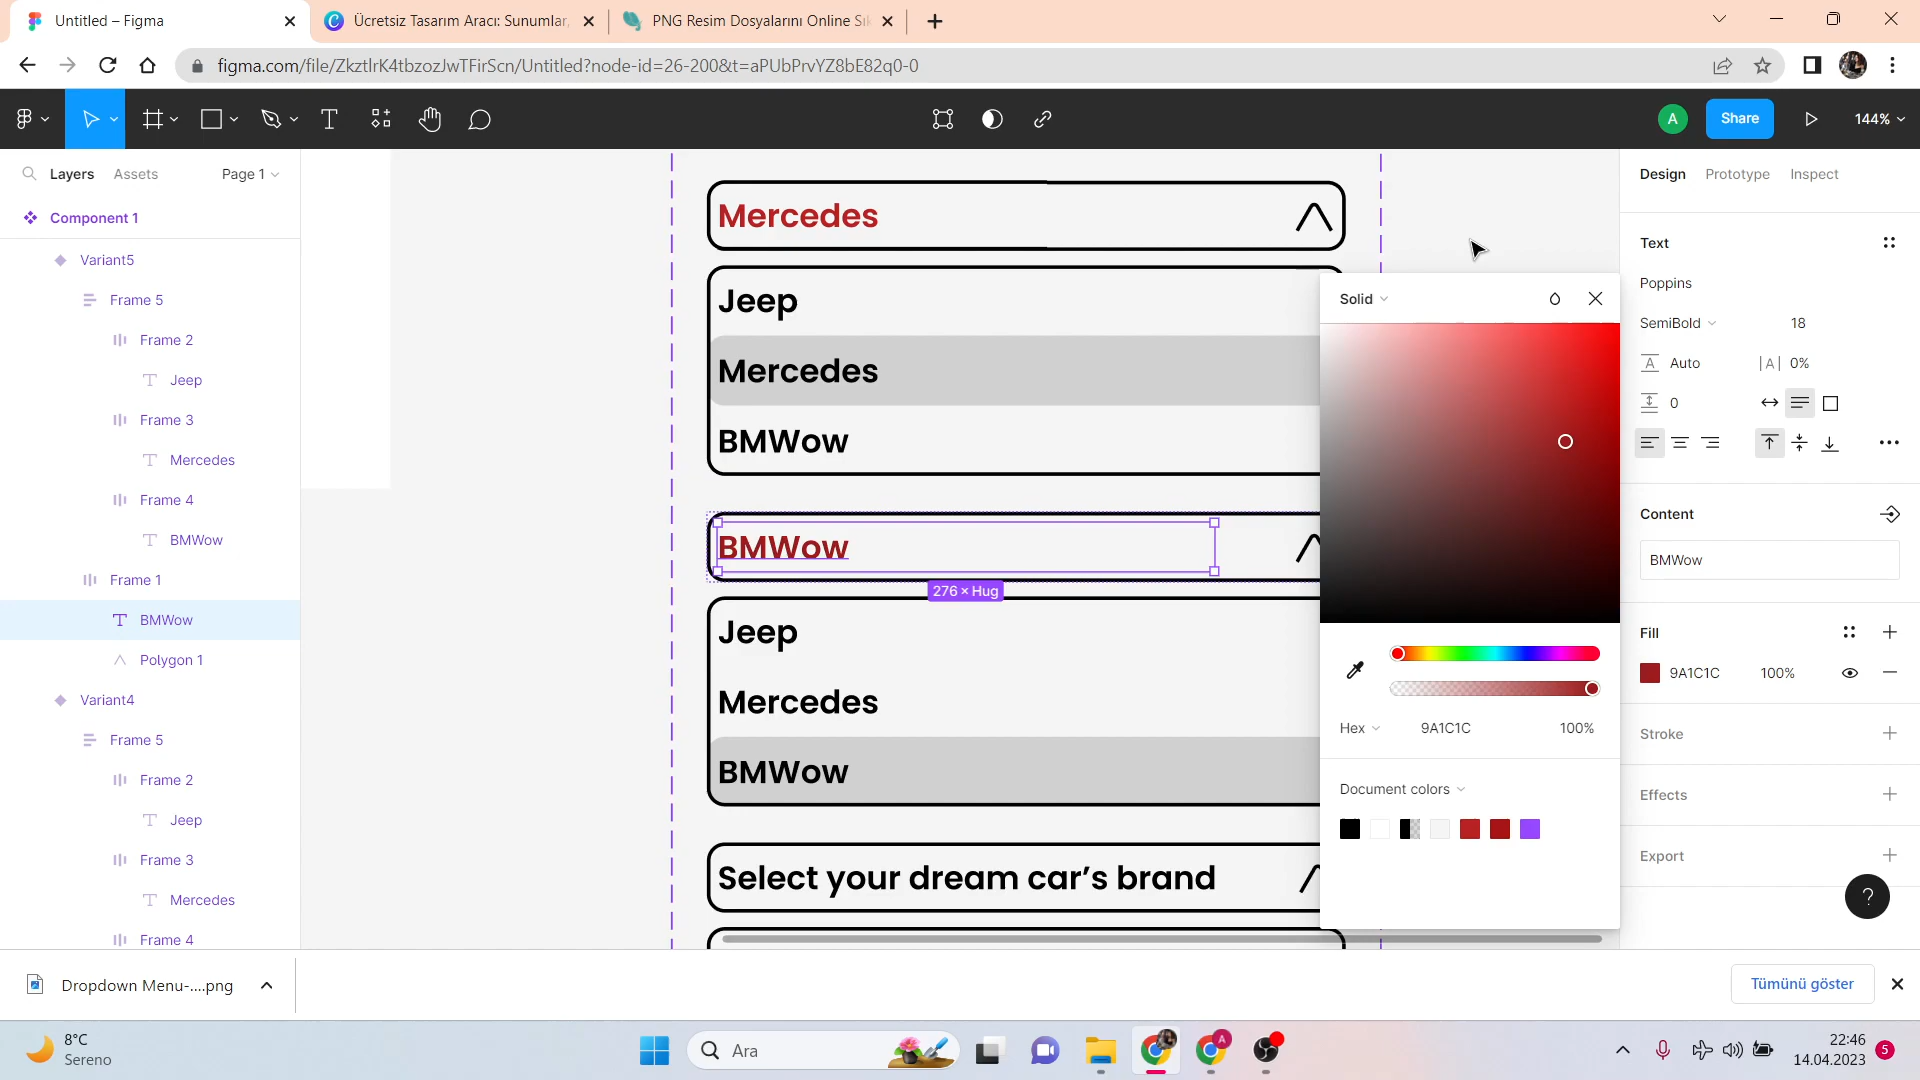 Untitled – Figma
Ücretsiz Tasarım Aracı: Sunumlar,
PNG Resim Dosyalarını Online Sık
figma.com/file/ZkztlrK4tbzozJwTFirScn/Untitled?node-id=26-200&t=aPUbPrvYZ8bE82q0-0
A
Share
144%
Layers
Assets
Page 1
Design
Prototype
Inspect
Component 1
Variant5
Frame 5
Frame 2
Jeep
Frame 3
Mercedes
Frame 4
BMWow
Frame 1
BMWow
Polygon 1
Variant4
Frame 5
Frame 2
Jeep
Frame 3
Mercedes
Frame 4
Mercedes
Jeep
Mercedes
BMWow
BMWow
276 × Hug
Jeep
Mercedes
BMWow
Select your dream car’s brand
Solid
Hex
9A1C1C
100%
Document colors
Text
Poppins
SemiBold
18
Auto
0%
0
Content
BMWow
Fill
9A1C1C
100%
Stroke
Effects
Export
?
Dropdown Menu-....png
Tümünü göster
8°C
Sereno
Ara
A
22:46
14.04.2023
5